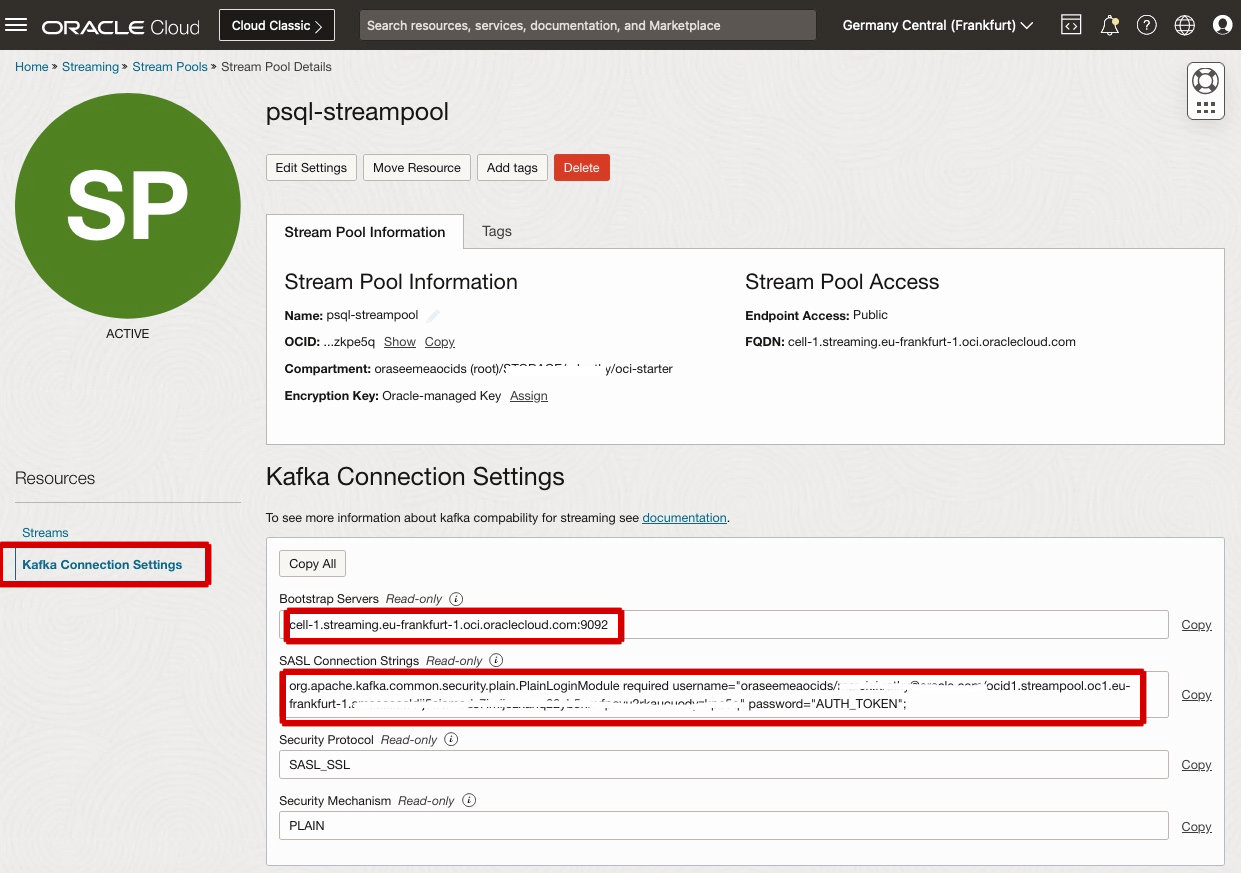 ORACLE Cloud
Cloud Classic
Search resources, services, documentation, and Marketplace
Germany Central (Frankfurt)
Home » Streaming » Stream Pools » Stream Pool Details
SP
ACTIVE
psql-streampool
Edit Settings Move Resource Add tags Delete
Stream Pool Information Tags
Stream Pool Information
Name: psql-streampool
OCID: ...zkpe5q Show Copy
Compartment: oraseemeaocids (root)/ /oci-starter
Encryption Key: Oracle-managed Key Assign
Stream Pool Access
Endpoint Access: Public
FQDN: cell-1.streaming.eu-frankfurt-1.oci.oraclecloud.com
Resources
Streams
Kafka Connection Settings
Kafka Connection Settings
To see more information about kafka compability for streaming see documentation.
Copy All
Bootstrap Servers Read-only
cell-1.streaming.eu-frankfurt-1.oci.oraclecloud.com:9092 Copy
SASL Connection Strings Read-only
org.apache.kafka.common.security.plain.PlainLoginModule required username="oraseemeaocids/ /ocid1.streampool.oc1.eu-
frankfurt-1. password="AUTH_TOKEN"; Copy
Security Protocol Read-only
SASL_SSL Copy
Security Mechanism Read-only
PLAIN Copy